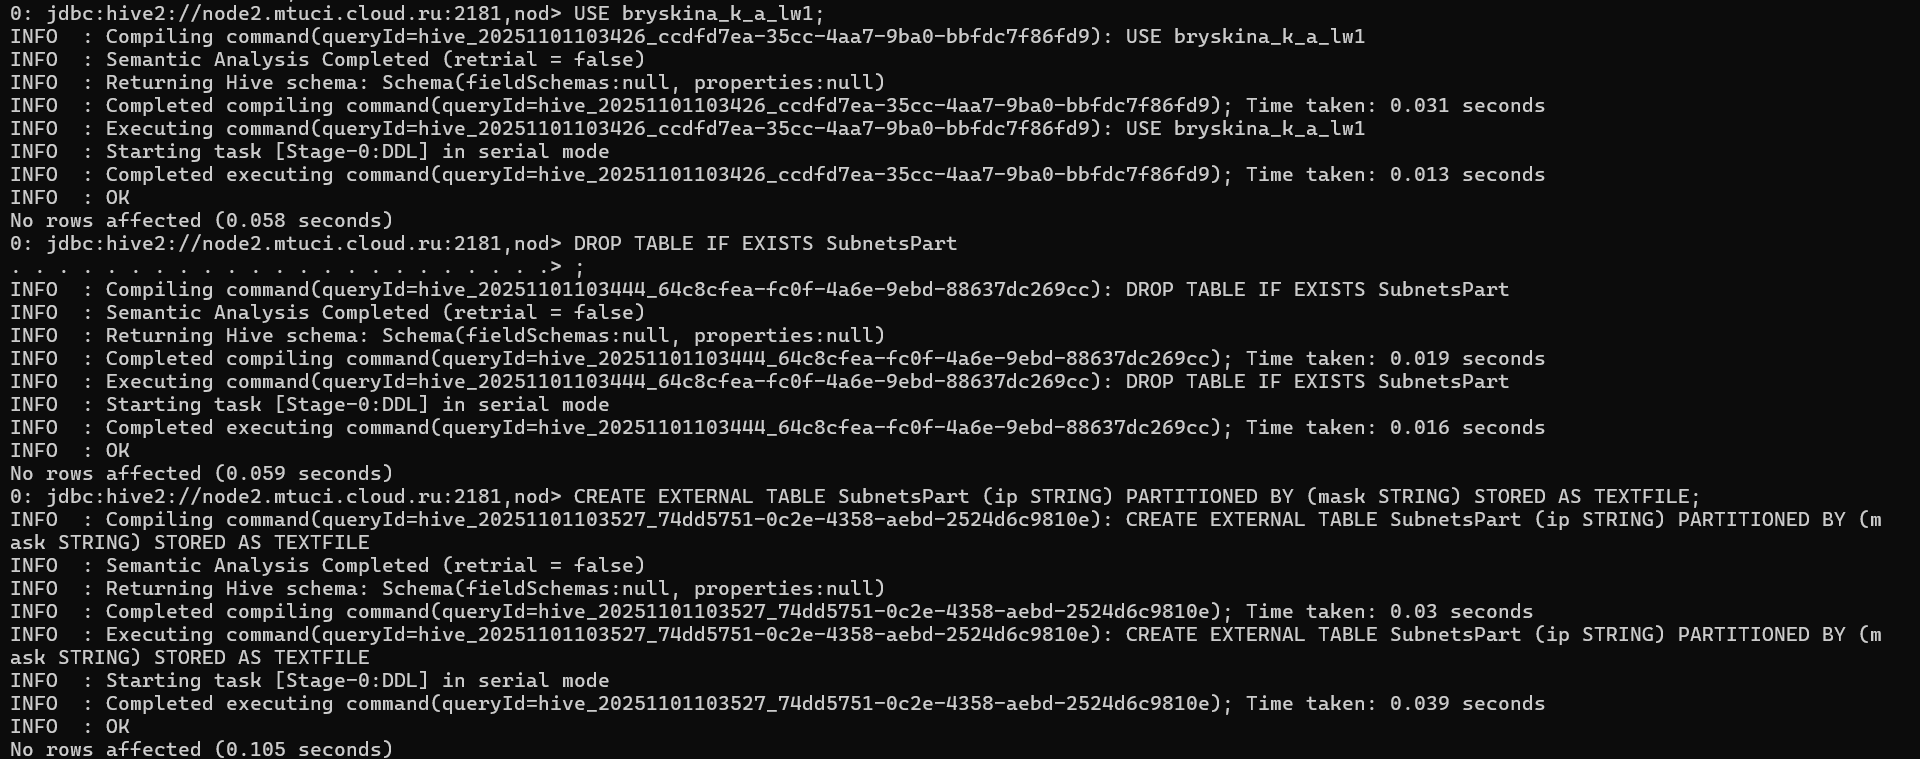 0: jdbc:hive2://node2.mtuci.cloud.ru:2181,nod> USE bryskina_k_a_lw1;
INFO  : Compiling command(queryId=hive_20251101103426_ccdfd7ea-35cc-4aa7-9ba0-bbfdc7f86fd9): USE bryskina_k_a_lw1
INFO  : Semantic Analysis Completed (retrial = false)
INFO  : Returning Hive schema: Schema(fieldSchemas:null, properties:null)
INFO  : Completed compiling command(queryId=hive_20251101103426_ccdfd7ea-35cc-4aa7-9ba0-bbfdc7f86fd9); Time taken: 0.031 seconds
INFO  : Executing command(queryId=hive_20251101103426_ccdfd7ea-35cc-4aa7-9ba0-bbfdc7f86fd9): USE bryskina_k_a_lw1
INFO  : Starting task [Stage-0:DDL] in serial mode
INFO  : Completed executing command(queryId=hive_20251101103426_ccdfd7ea-35cc-4aa7-9ba0-bbfdc7f86fd9); Time taken: 0.013 seconds
INFO  : OK
No rows affected (0.058 seconds)
0: jdbc:hive2://node2.mtuci.cloud.ru:2181,nod> DROP TABLE IF EXISTS SubnetsPart
. . . . . . . . . . . . . . . . . . . . . . .> ;
INFO  : Compiling command(queryId=hive_20251101103444_64c8cfea-fc0f-4a6e-9ebd-88637dc269cc): DROP TABLE IF EXISTS SubnetsPart
INFO  : Semantic Analysis Completed (retrial = false)
INFO  : Returning Hive schema: Schema(fieldSchemas:null, properties:null)
INFO  : Completed compiling command(queryId=hive_20251101103444_64c8cfea-fc0f-4a6e-9ebd-88637dc269cc); Time taken: 0.019 seconds
INFO  : Executing command(queryId=hive_20251101103444_64c8cfea-fc0f-4a6e-9ebd-88637dc269cc): DROP TABLE IF EXISTS SubnetsPart
INFO  : Starting task [Stage-0:DDL] in serial mode
INFO  : Completed executing command(queryId=hive_20251101103444_64c8cfea-fc0f-4a6e-9ebd-88637dc269cc); Time taken: 0.016 seconds
INFO  : OK
No rows affected (0.059 seconds)
0: jdbc:hive2://node2.mtuci.cloud.ru:2181,nod> CREATE EXTERNAL TABLE SubnetsPart (ip STRING) PARTITIONED BY (mask STRING) STORED AS TEXTFILE;
INFO  : Compiling command(queryId=hive_20251101103527_74dd5751-0c2e-4358-aebd-2524d6c9810e): CREATE EXTERNAL TABLE SubnetsPart (ip STRING) PARTITIONED BY (m
ask STRING) STORED AS TEXTFILE
INFO  : Semantic Analysis Completed (retrial = false)
INFO  : Returning Hive schema: Schema(fieldSchemas:null, properties:null)
INFO  : Completed compiling command(queryId=hive_20251101103527_74dd5751-0c2e-4358-aebd-2524d6c9810e); Time taken: 0.03 seconds
INFO  : Executing command(queryId=hive_20251101103527_74dd5751-0c2e-4358-aebd-2524d6c9810e): CREATE EXTERNAL TABLE SubnetsPart (ip STRING) PARTITIONED BY (m
ask STRING) STORED AS TEXTFILE
INFO  : Starting task [Stage-0:DDL] in serial mode
INFO  : Completed executing command(queryId=hive_20251101103527_74dd5751-0c2e-4358-aebd-2524d6c9810e); Time taken: 0.039 seconds
INFO  : OK
No rows affected (0.105 seconds)